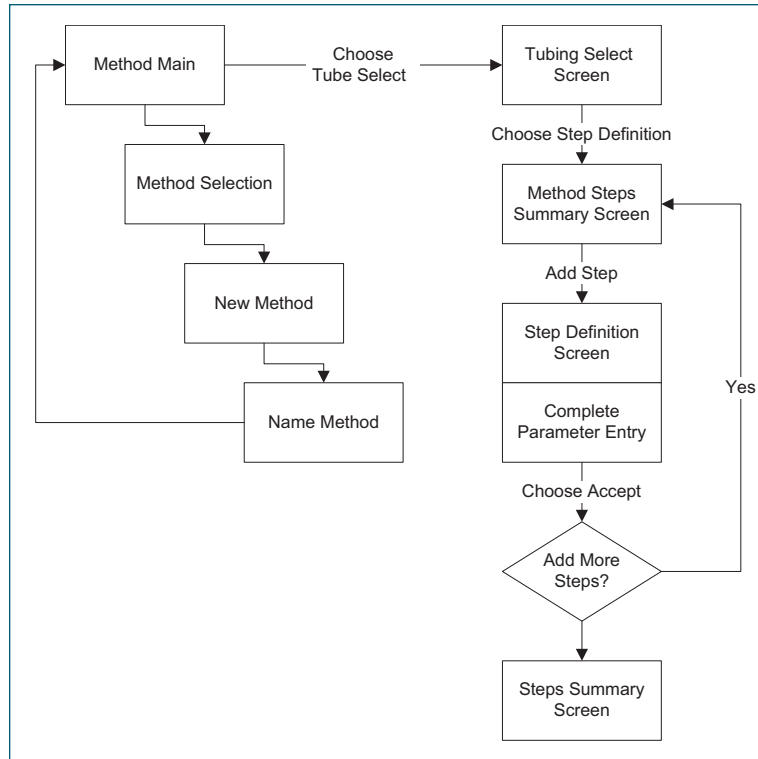 Method Main
Choose
Tube Select
Tubing Select
Screen
Choose Step Definition
Method Selection
Method Steps
Summary Screen
Add Step
New Method
Step Definition
Screen
Name Method
Complete
Parameter Entry
Yes
Choose Accept
Add More
Steps?
Steps Summary
Screen